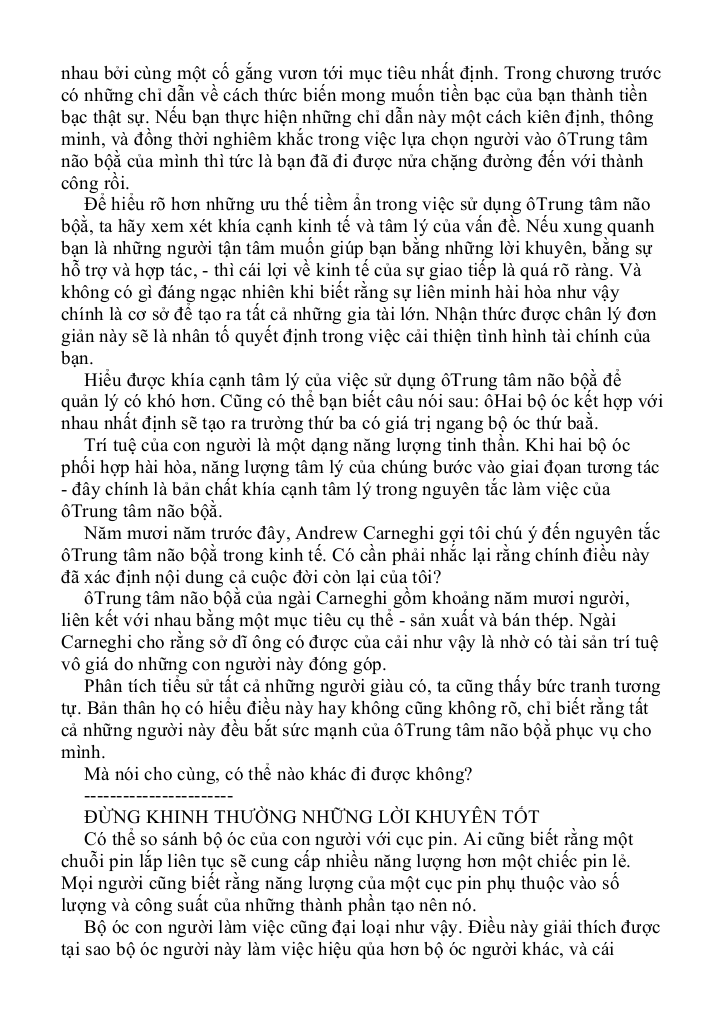 nhau bởi cùng một cố gắng vươn tới mục tiêu nhất định. Trong chương trước
có những chỉ dẫn về cách thức biến mong muốn tiền bạc của bạn thành tiền
bạc thật sự. Nếu bạn thực hiện những chỉ dẫn này một cách kiên định, thông
minh, và đồng thời nghiêm khắc trong việc lựa chọn người vào ôTrung tâm
não bộằ của mình thì tức là bạn đã đi được nửa chặng đường đến với thành
công rồi.
Để hiểu rõ hơn những ưu thế tiềm ẩn trong việc sử dụng ôTrung tâm não
bộằ, ta hãy xem xét khía cạnh kinh tế và tâm lý của vấn đề. Nếu xung quanh
bạn là những người tận tâm muốn giúp bạn bằng những lời khuyên, bằng sự
hỗ trợ và hợp tác, - thì cái lợi về kinh tế của sự giao tiếp là quá rõ ràng. Và
không có gì đáng ngạc nhiên khi biết rằng sự liên minh hài hòa như vậy
chính là cơ sở để tạo ra tất cả những gia tài lớn. Nhận thức được chân lý đơn
giản này sẽ là nhân tố quyết định trong việc cải thiện tình hình tài chính của
bạn.
Hiểu được khía cạnh tâm lý của việc sử dụng ôTrung tâm não bộằ để
quản lý có khó hơn. Cũng có thể bạn biết câu nói sau: ôHai bộ óc kết hợp với
nhau nhất định sẽ tạo ra trường thứ ba có giá trị ngang bộ óc thứ baằ.
Trí tuệ của con người là một dạng năng lượng tinh thần. Khi hai bộ óc
phối hợp hài hòa, năng lượng tâm lý của chúng bước vào giai đọan tương tác
- đây chính là bản chất khía cạnh tâm lý trong nguyên tắc làm việc của
ôTrung tâm não bộằ.
Năm mươi năm trước đây, Andrew Carneghi gợi tôi chú ý đến nguyên tắc
ôTrung tâm não bộằ trong kinh tế. Có cần phải nhắc lại rằng chính điều này
đã xác định nội dung cả cuộc đời còn lại của tôi?
ôTrung tâm não bộằ của ngài Carneghi gồm khoảng năm mươi người,
liên kết với nhau bằng một mục tiêu cụ thể - sản xuất và bán thép. Ngài
Carneghi cho rằng sở dĩ ông có được của cải như vậy là nhờ có tài sản trí tuệ
vô giá do những con người này đóng góp.
Phân tích tiểu sử tất cả những người giàu có, ta cũng thấy bức tranh tương
tự. Bản thân họ có hiểu điều này hay không cũng không rõ, chỉ biết rằng tất
cả những người này đều bắt sức mạnh của ôTrung tâm não bộằ phục vụ cho
mình.
Mà nói cho cùng, có thể nào khác đi được không?
-----------------------
ĐỪNG KHINH THƯỜNG NHỮNG LỜI KHUYÊN TỐT
Có thể so sánh bộ óc của con người với cục pin. Ai cũng biết rằng một
chuỗi pin lắp liên tục sẽ cung cấp nhiều năng lượng hơn một chiếc pin lẻ.
Mọi người cũng biết rằng năng lượng của một cục pin phụ thuộc vào số
lượng và công suất của những thành phần tạo nên nó.
Bộ óc con người làm việc cũng đại loại như vậy. Điều này giải thích được
tại sao bộ óc người này làm việc hiệu qủa hơn bộ óc người khác, và cái